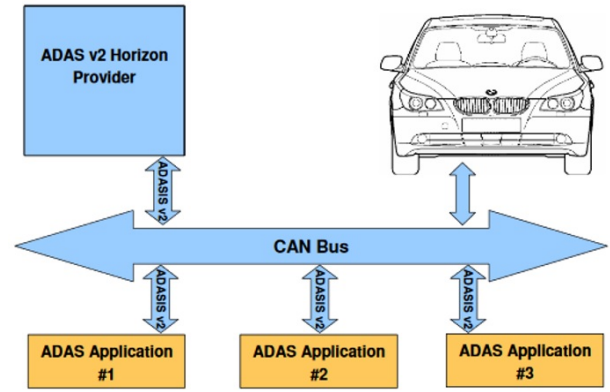 ADAS v2 Horizon
Provider
ADASIS v2
CAN Bus
ADASIS v2
ADASIS v2
ADASIS v2
ADAS Application
#1
ADAS Application
#2
ADAS Application
#3